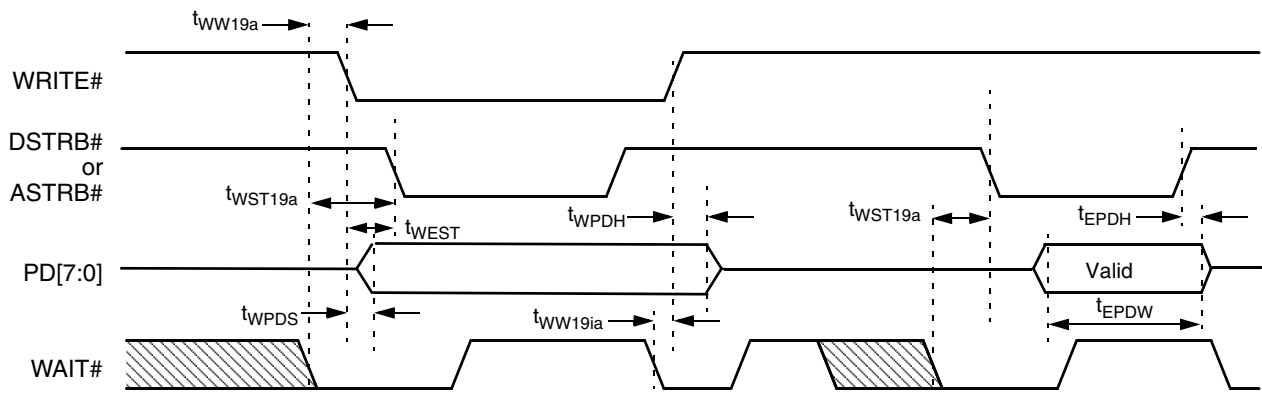 tWW19a
WRITE#
DSTRB#
or
ASTRB#
tWST19a
tWEST
tWPDH
tWST19a
tEPDH
PD[7:0]
Valid
tWPDS
tWW19ia
tEPDW
WAIT#